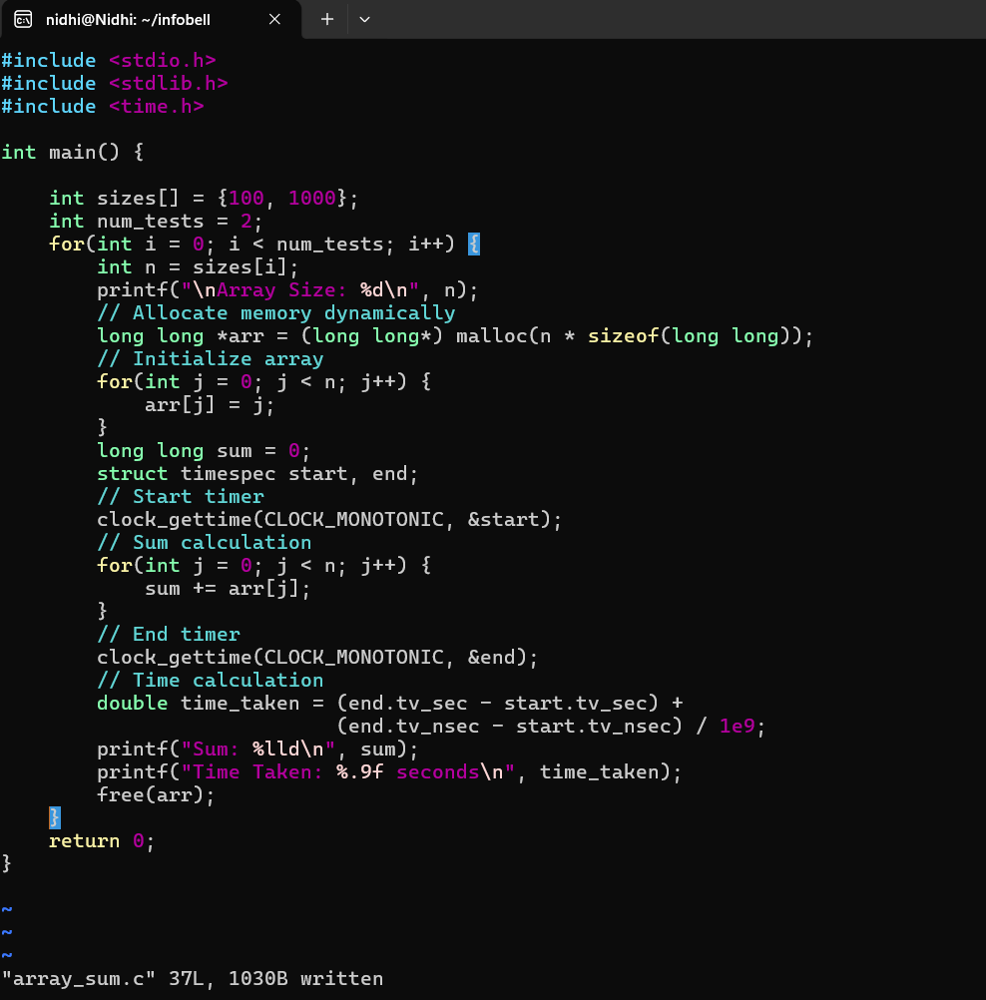 nidhi@Nidhi: ~/infobell
#include <stdio.h>
#include <stdlib.h>
#include <time.h>

int main() {

    int sizes[] = {100, 1000};
    int num_tests = 2;
    for(int i = 0; i < num_tests; i++) {
        int n = sizes[i];
        printf("\nArray Size: %d\n", n);
        // Allocate memory dynamically
        long long *arr = (long long*) malloc(n * sizeof(long long));
        // Initialize array
        for(int j = 0; j < n; j++) {
            arr[j] = j;
        }
        long long sum = 0;
        struct timespec start, end;
        // Start timer
        clock_gettime(CLOCK_MONOTONIC, &start);
        // Sum calculation
        for(int j = 0; j < n; j++) {
            sum += arr[j];
        }
        // End timer
        clock_gettime(CLOCK_MONOTONIC, &end);
        // Time calculation
        double time_taken = (end.tv_sec - start.tv_sec) +
                            (end.tv_nsec - start.tv_nsec) / 1e9;
        printf("Sum: %lld\n", sum);
        printf("Time Taken: %.9f seconds\n", time_taken);
        free(arr);
    }
    return 0;
}

~
~
~
"array_sum.c" 37L, 1030B written